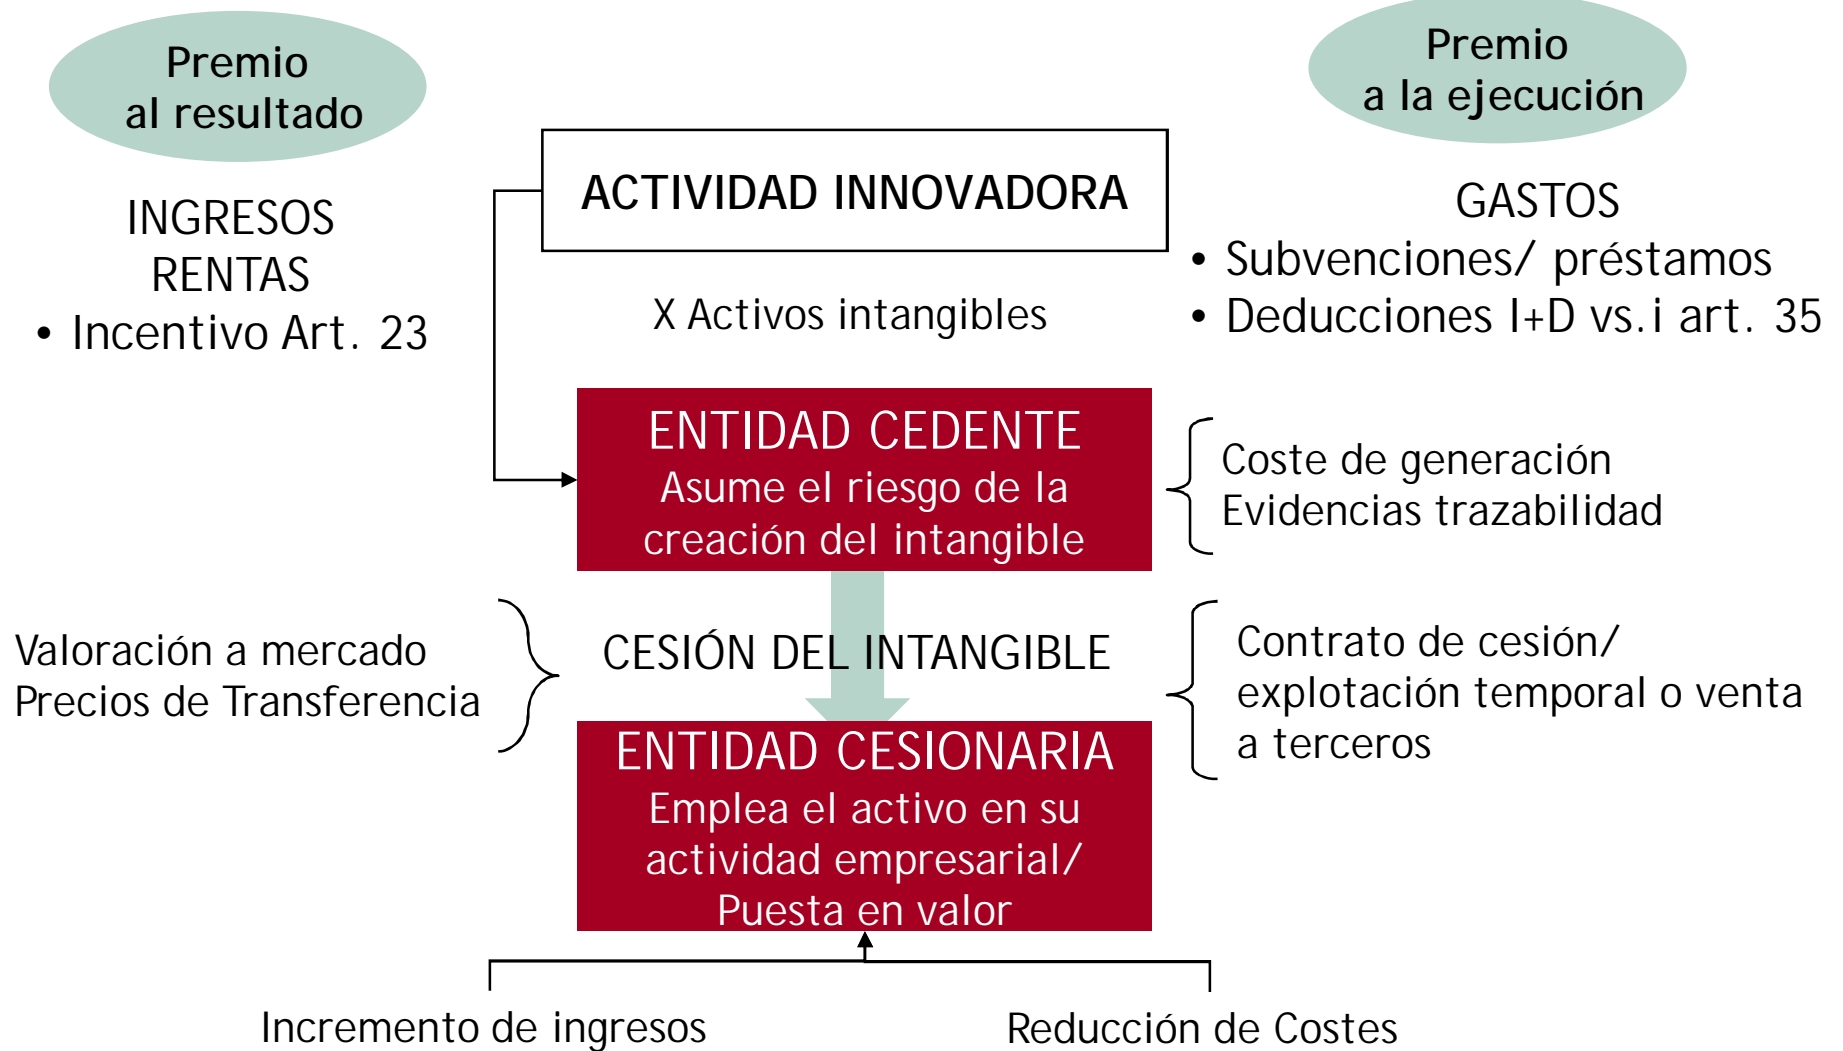 Premio
al resultado
Premio
a la ejecución
ACTIVIDAD INNOVADORA
INGRESOS
RENTAS
• Incentivo Art. 23
GASTOS
• Subvenciones/ préstamos
• Deducciones I+D vs.i art. 35
X Activos intangibles
ENTIDAD CEDENTE
Asume el riesgo de la
creación del intangible
Coste de generación
Evidencias trazabilidad
Valoración a mercado
Precios de Transferencia
CESIÓN DEL INTANGIBLE
Contrato de cesión/
explotación temporal o venta
a terceros
ENTIDAD CESIONARIA
Emplea el activo en su
actividad empresarial/
Puesta en valor
Incremento de ingresos
Reducción de Costes